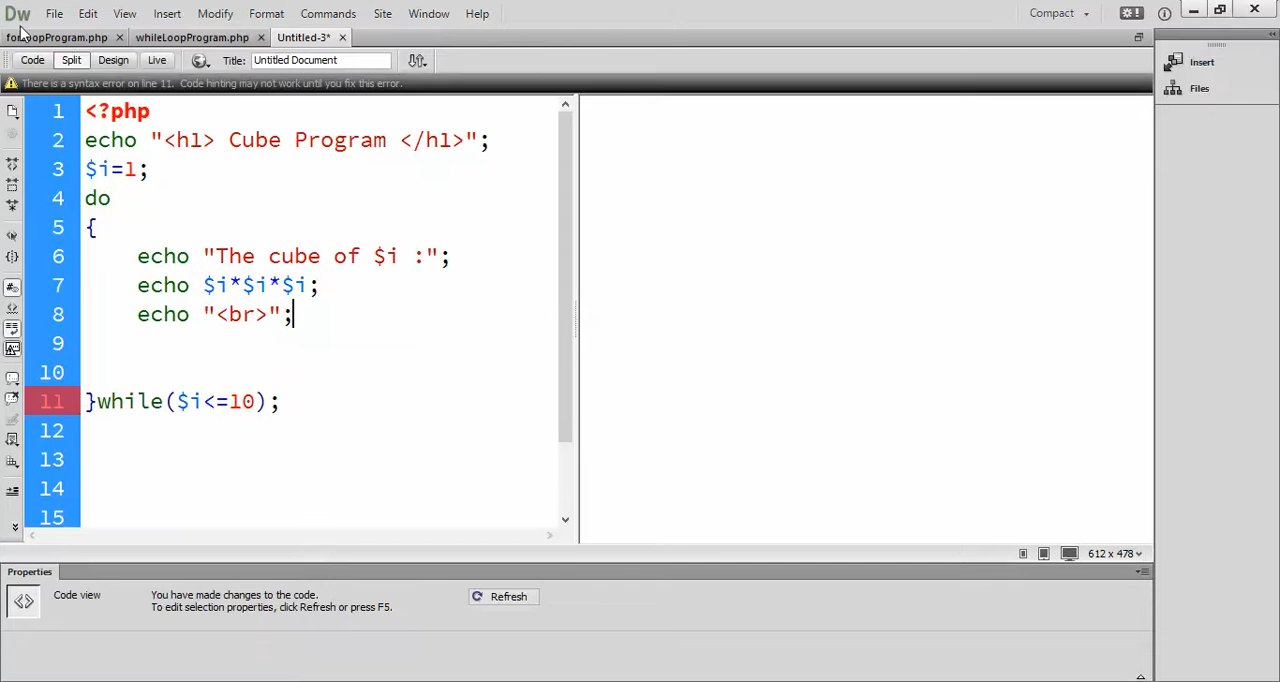 Dw File Edit View Insert Modify Format Commands Site Window Help Compact
forLoopProgram.php whileLoopProgram.php Untitled-3*
Code Split Design Live Title: Untitled Document
There is a syntax error on line 11. Code hinting may not work until you fix this error.
Insert
Files
1 <?php
2 echo "<h1> Cube Program </h1>";
3 $i=1;
4 do
5 {
6 echo "The cube of $i :";
7 echo $i*$i*$i;
8 echo "<br>";
9
10
11 }while($i<=10);
12
13
14
15
612 x 478
Properties
Code view You have made changes to the code.
To edit selection properties, click Refresh or press F5.
Refresh